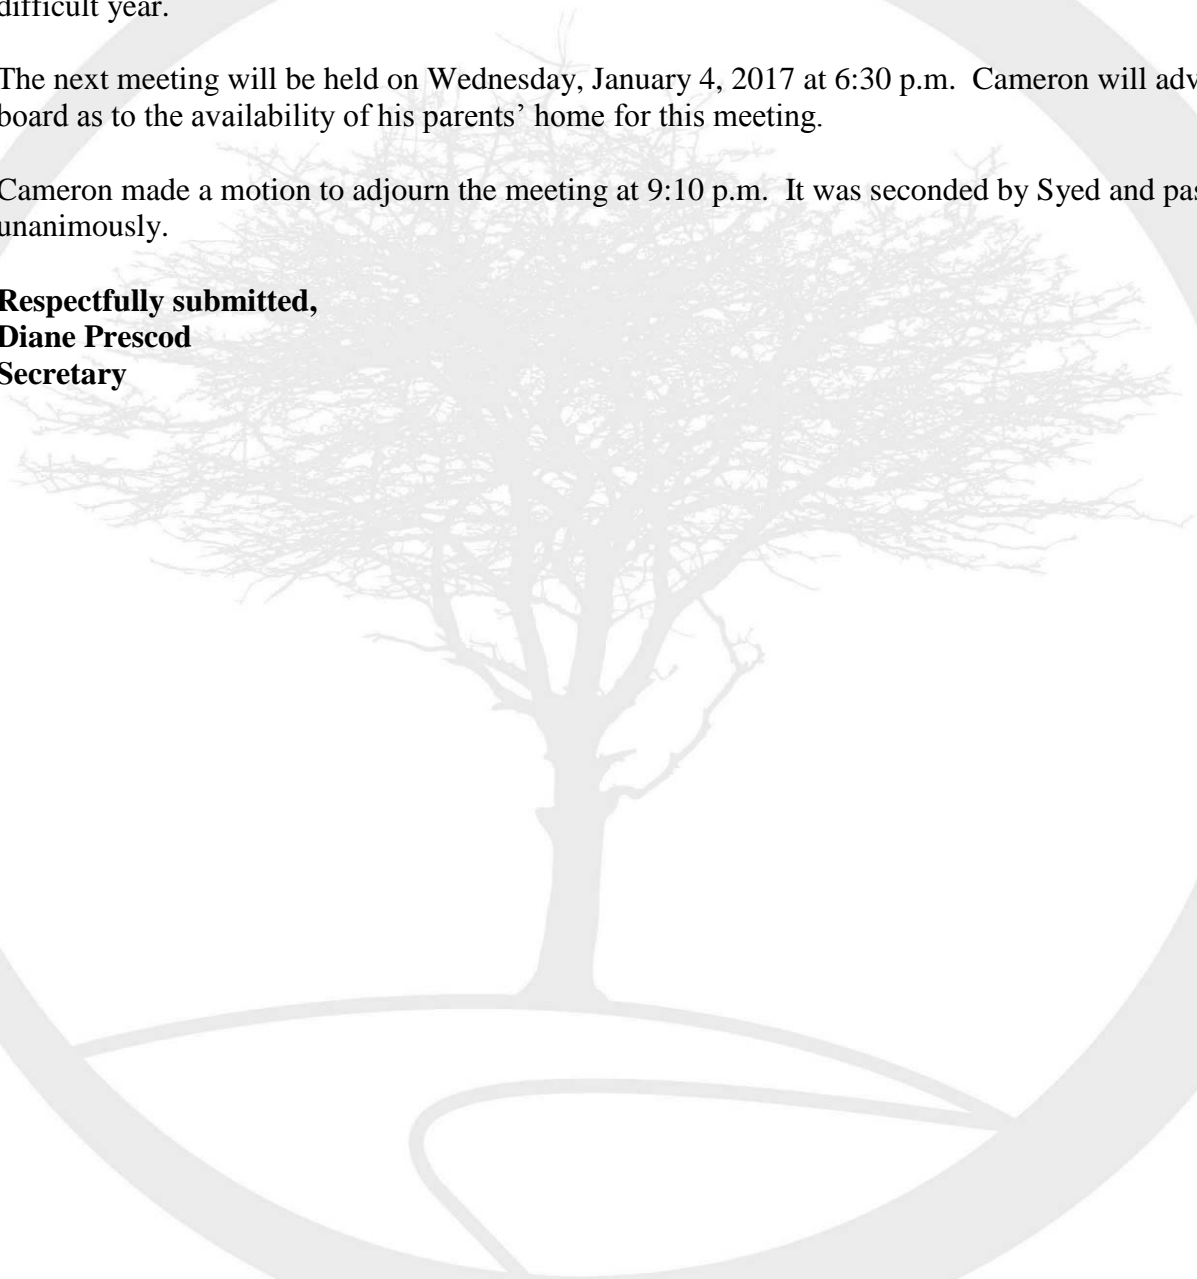 difficult year.
The next meeting will be held on Wednesday, January 4, 2017 at 6:30 p.m.  Cameron will adv
board as to the availability of his parents’ home for this meeting.
Cameron made a motion to adjourn the meeting at 9:10 p.m.  It was seconded by Syed and pas
unanimously.
Respectfully submitted,
Diane Prescod
Secretary